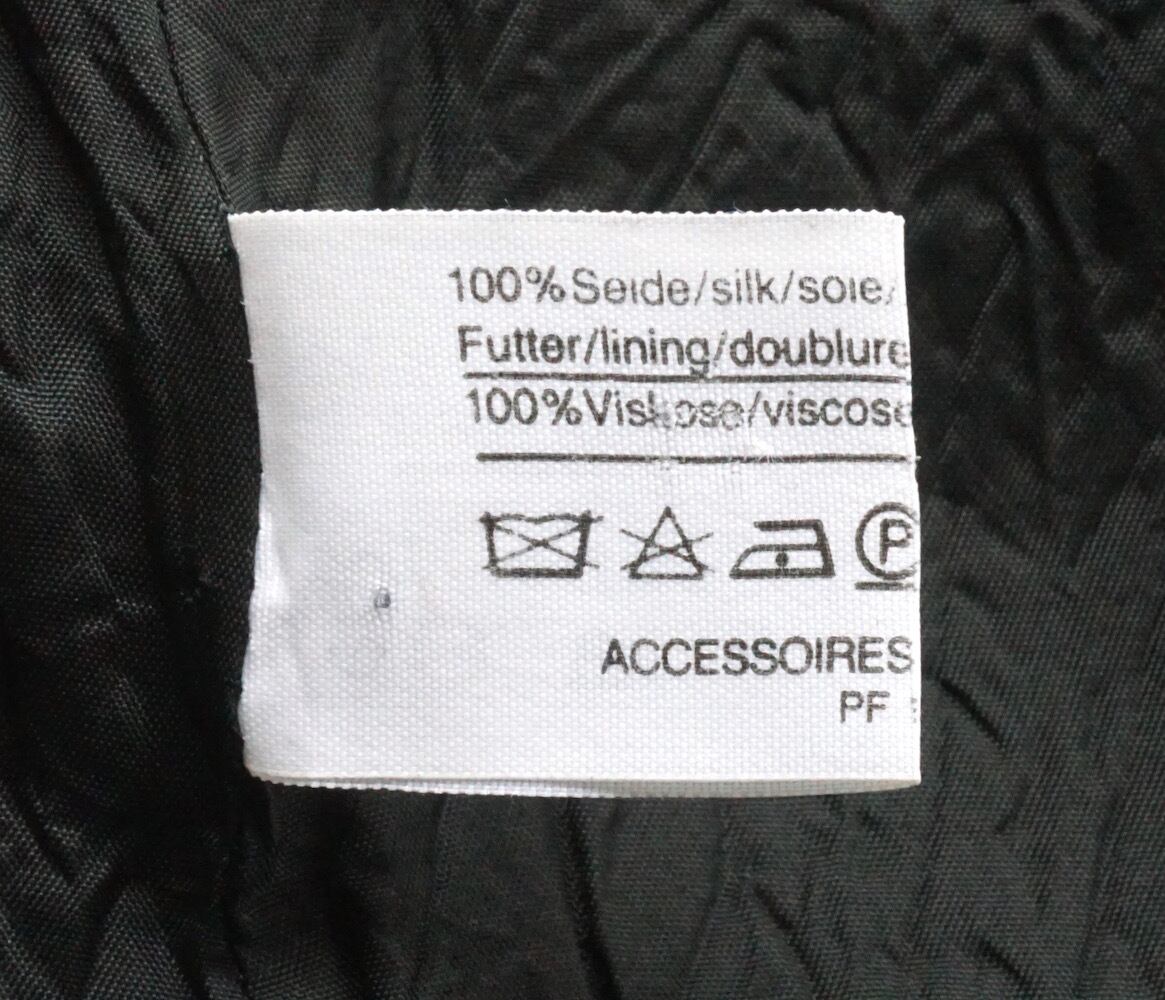 100% Seide/silk/soie/
Futter/lining/doublure
100% Viskose/viscose
P
ACCESSOIRES
PF